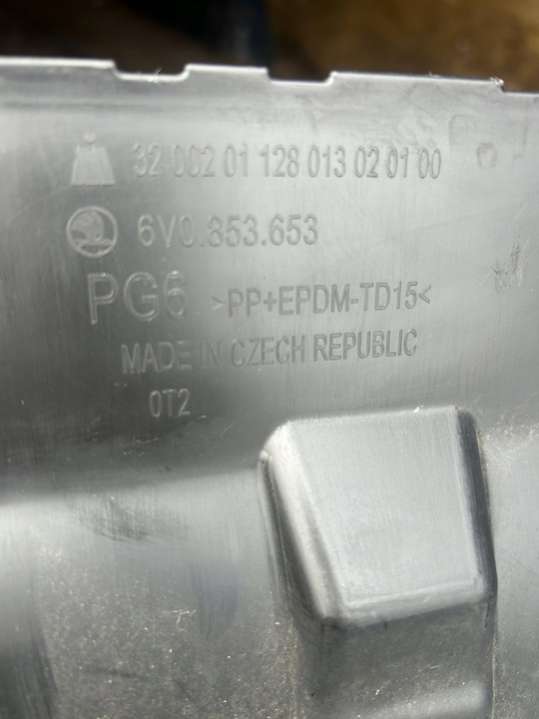 32 002 01 128 013 02 01 00
6V0.853.653
PG6 >PP+EPDM-TD15<
MADE IN CZECH REPUBLIC
0T2